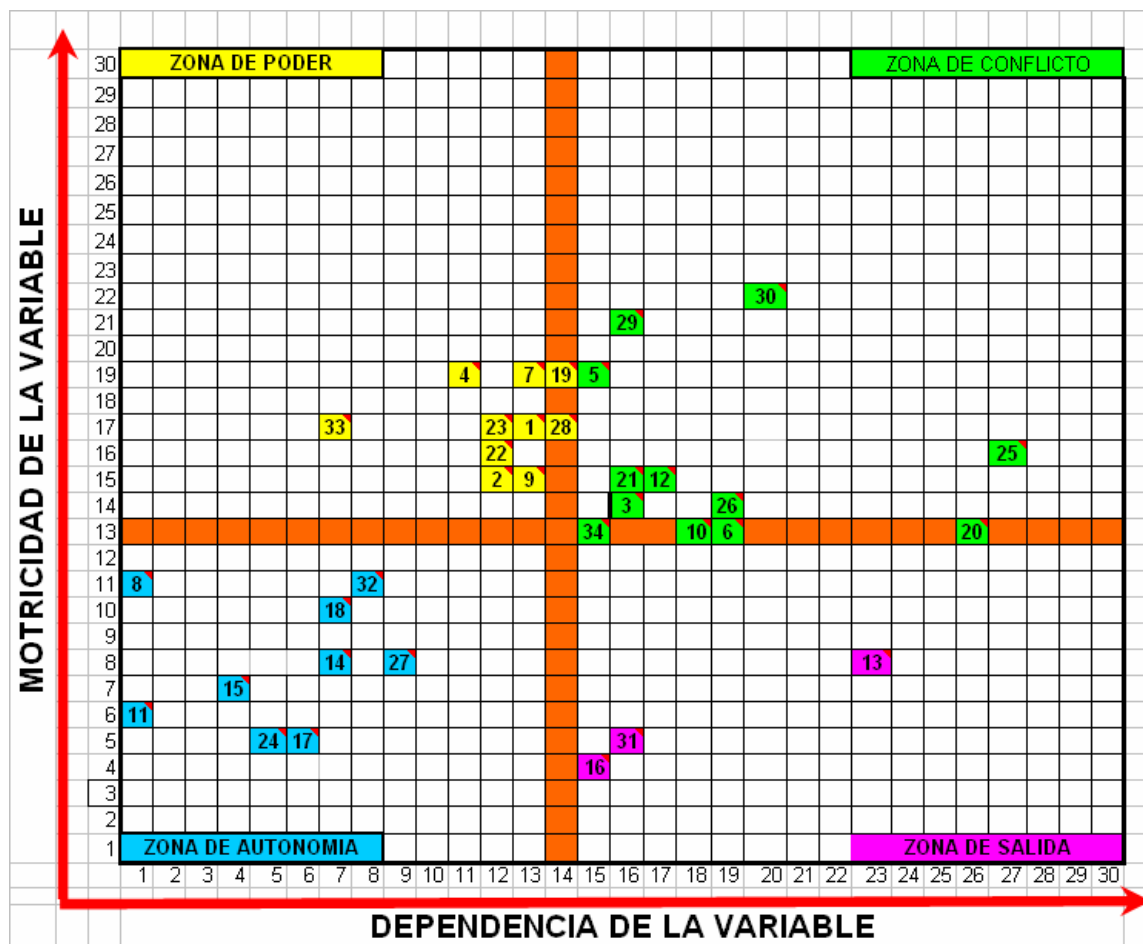 30 ZONA DE PODER ZONA DE CONFLICTO
29
28
27
26
25
24
23
22 30
21 29
20
19 4 7 19 5
18
17 33 23 1 28
16 22 25
15 2 9 21 12
14 3 26
13 34 10 6 20
12
11 8 32
10 18
9
8 14 27 13
7 15
6 11
5 24 17 31
4 16
3
2
1 ZONA DE AUTONOMIA ZONA DE SALIDA
1 2 3 4 5 6 7 8 9 10 11 12 13 14 15 16 17 18 19 20 21 22 23 24 25 26 27 28 29 30
MOTRICIDAD DE LA VARIABLE
DEPENDENCIA DE LA VARIABLE